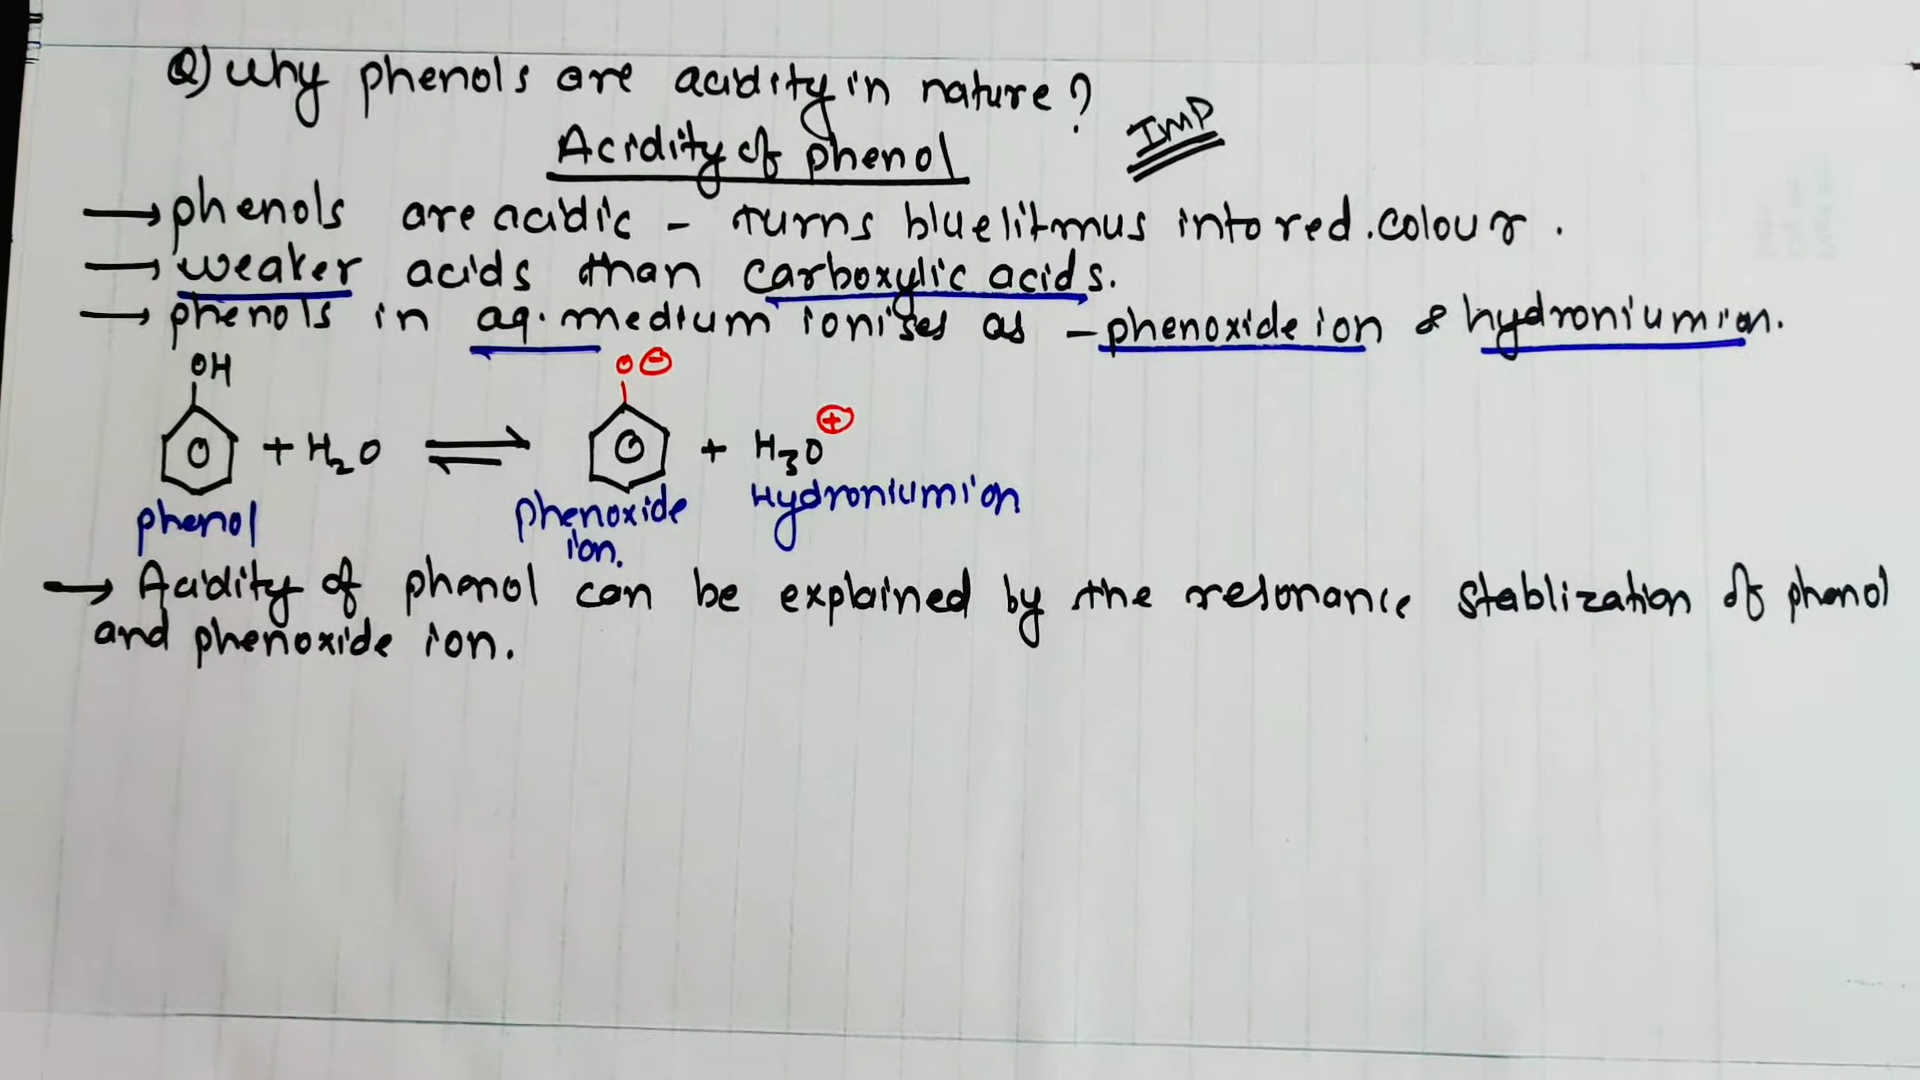 Q) Why phenols are acidity in nature?
IMP
Acidity of phenol
→ phenols are acidic - turns blue litmus into red.colour.
→ weaker acids than carboxylic acids.
→ phenols in aq. medium ionises as - phenoxide ion & hydronium ion.
OH
O⊖
+ H2O ⇌ + H3O⊕
phenol phenoxide ion. Hydronium ion
→ Acidity of phenol can be explained by the resonance stablization of phenol
and phenoxide ion.